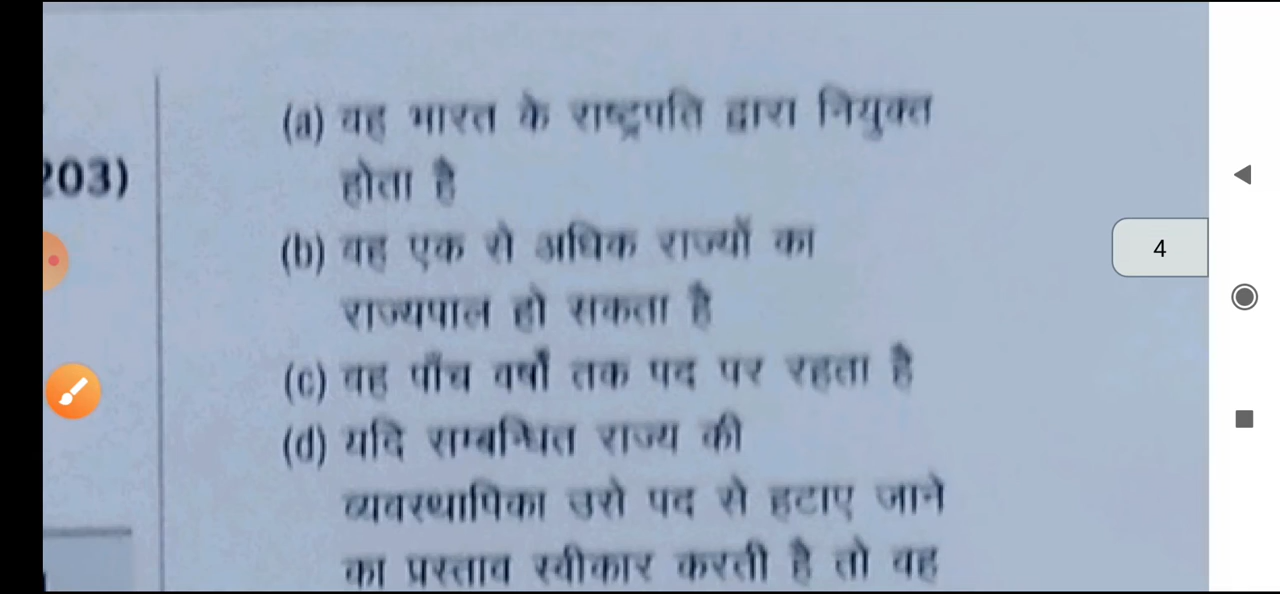 203)
(a) वह भारत के राष्ट्रपति द्वारा नियुक्त
होता है
(b) वह एक से अधिक राज्यों का
राज्यपाल हो सकता है
4
(c) वह पाँच वर्षों तक पद पर रहता है
(d) यदि सम्बन्धित राज्य की
व्यवस्थापिका उसे पद से हटाए जाने
का प्रस्ताव स्वीकार करती है तो वह